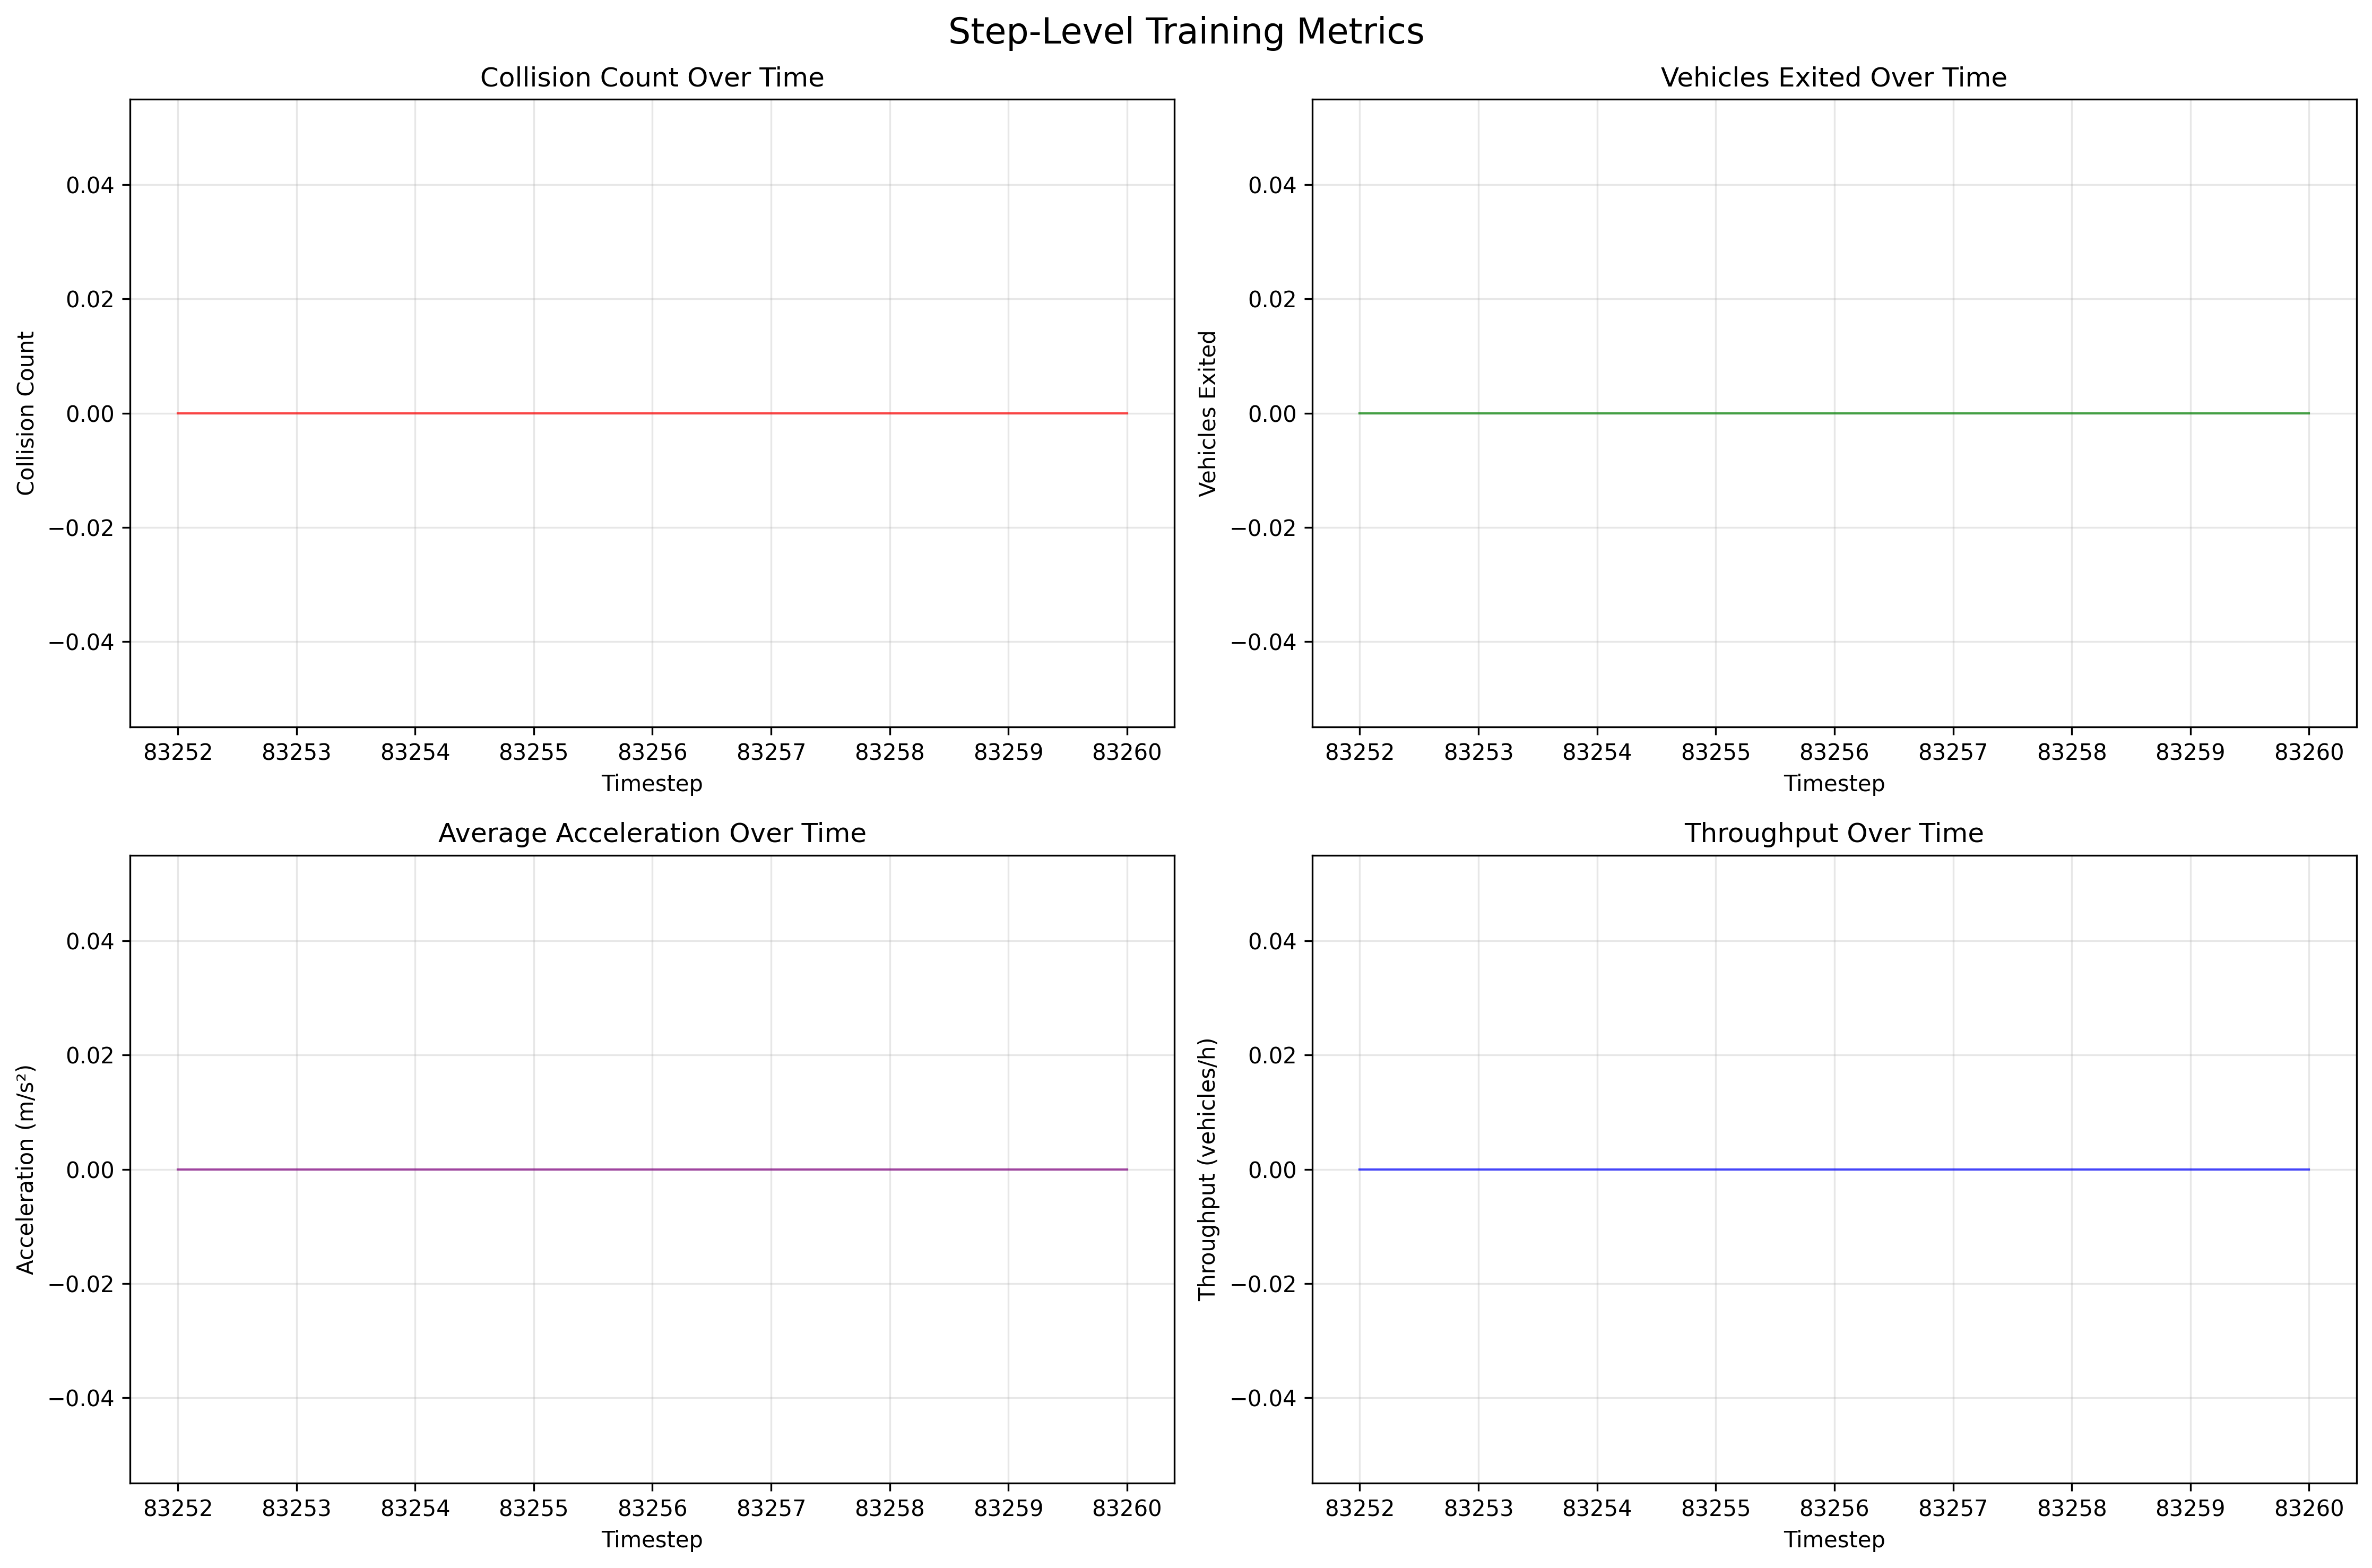 Step-Level Training Metrics
Collision Count Over Time
Collision Count
0.04
0.02
0.00
−0.02
−0.04
83252 83253 83254 83255 83256 83257 83258 83259 83260
Timestep
Vehicles Exited Over Time
Vehicles Exited
0.04
0.02
0.00
−0.02
−0.04
83252 83253 83254 83255 83256 83257 83258 83259 83260
Timestep
Average Acceleration Over Time
Acceleration (m/s²)
0.04
0.02
0.00
−0.02
−0.04
83252 83253 83254 83255 83256 83257 83258 83259 83260
Timestep
Throughput Over Time
Throughput (vehicles/h)
0.04
0.02
0.00
−0.02
−0.04
83252 83253 83254 83255 83256 83257 83258 83259 83260
Timestep